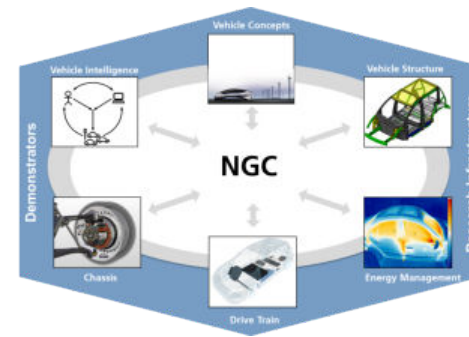 Vehicle Concepts
Vehicle Intelligence
Vehicle Structure
Demonstrators
NGC
Chassis
Energy Management
Drive Train